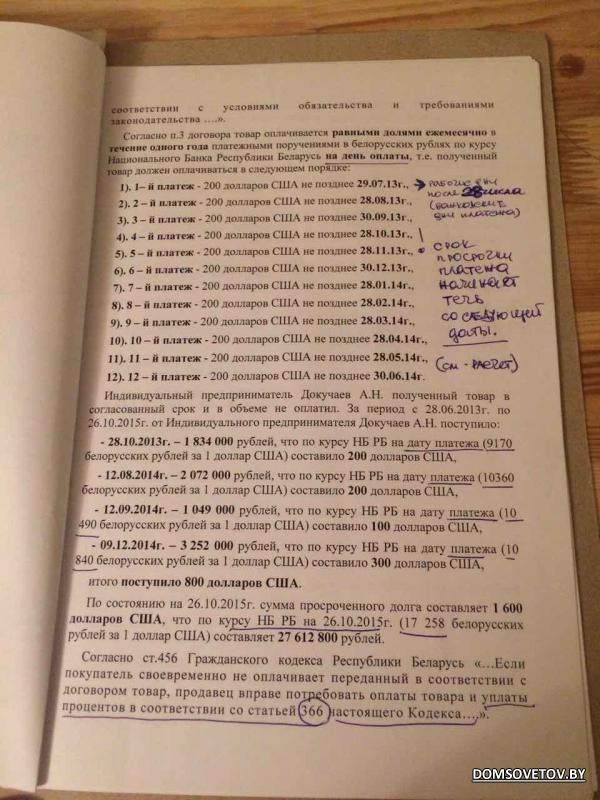 соответствии с условиями обязательства и требованиями
законодательства ….».
Согласно п.3 договора товар оплачивается равными долями ежемесячно в
течение одного года платежными поручениями в белорусских рублях по курсу
Национального Банка Республики Беларусь на день оплаты, т.е. полученный
товар должен оплачиваться в следующем порядке:
1). 1– й платеж - 200 долларов США не позднее 29.07.13г.,
2). 2 – й платеж - 200 долларов США не позднее 28.08.13г.,
3). 3 – й платеж - 200 долларов США не позднее 30.09.13г.,
4). 4 – й платеж - 200 долларов США не позднее 28.10.13г.,
5). 5 – й платеж - 200 долларов США не позднее 28.11.13г.,
6). 6 – й платеж - 200 долларов США не позднее 30.12.13г.,
7). 7 – й платеж - 200 долларов США не позднее 28.01.14г.,
8). 8 – й платеж - 200 долларов США не позднее 28.02.14г.,
9). 9 – й платеж - 200 долларов США не позднее 28.03.14г.,
10). 10 – й платеж - 200 долларов США не позднее 28.04.14г.,
11). 11 – й платеж - 200 долларов США не позднее 28.05.14г.,
12). 12 – й платеж - 200 долларов США не позднее 30.06.14г.
рабочие дни
после 28 числа
дни платежа)
срок
просрочки
платежа
начинает
течь
со следующей
даты.
(см - расчет)
Индивидуальный предприниматель Докучаев А.Н. полученный товар в
согласованный срок и в объеме не оплатил. За период с 28.06.2013г. по
26.10.2015г. от Индивидуального предпринимателя Докучаев А.Н. поступило:
- 28.10.2013г. – 1 834 000 рублей, что по курсу НБ РБ на дату платежа (9170
белорусских рублей за 1 доллар США) составило 200 долларов США,
- 12.08.2014г. – 2 072 000 рублей, что по курсу НБ РБ на дату платежа (10360
белорусских рублей за 1 доллар США) составило 200 долларов США,
- 12.09.2014г. – 1 049 000 рублей, что по курсу НБ РБ на дату платежа (10
490 белорусских рублей за 1 доллар США) составило 100 долларов США,
- 09.12.2014г. – 3 252 000 рублей, что по курсу НБ РБ на дату платежа (10
840 белорусских рублей за 1 доллар США) составило 300 долларов США,
итого поступило 800 долларов США.
По состоянию на 26.10.2015г. сумма просроченного долга составляет 1 600
долларов США, что по курсу НБ РБ на 26.10.2015г. (17 258 белорусских
рублей за 1 доллар США) составляет 27 612 800 рублей.
Согласно ст.456 Гражданского кодекса Республики Беларусь «…Если
покупатель своевременно не оплачивает переданный в соответствии с
договором товар, продавец вправе потребовать оплаты товара и уплаты
процентов в соответствии со статьей 366 настоящего Кодекса….».
DOMSOVETOV.BY